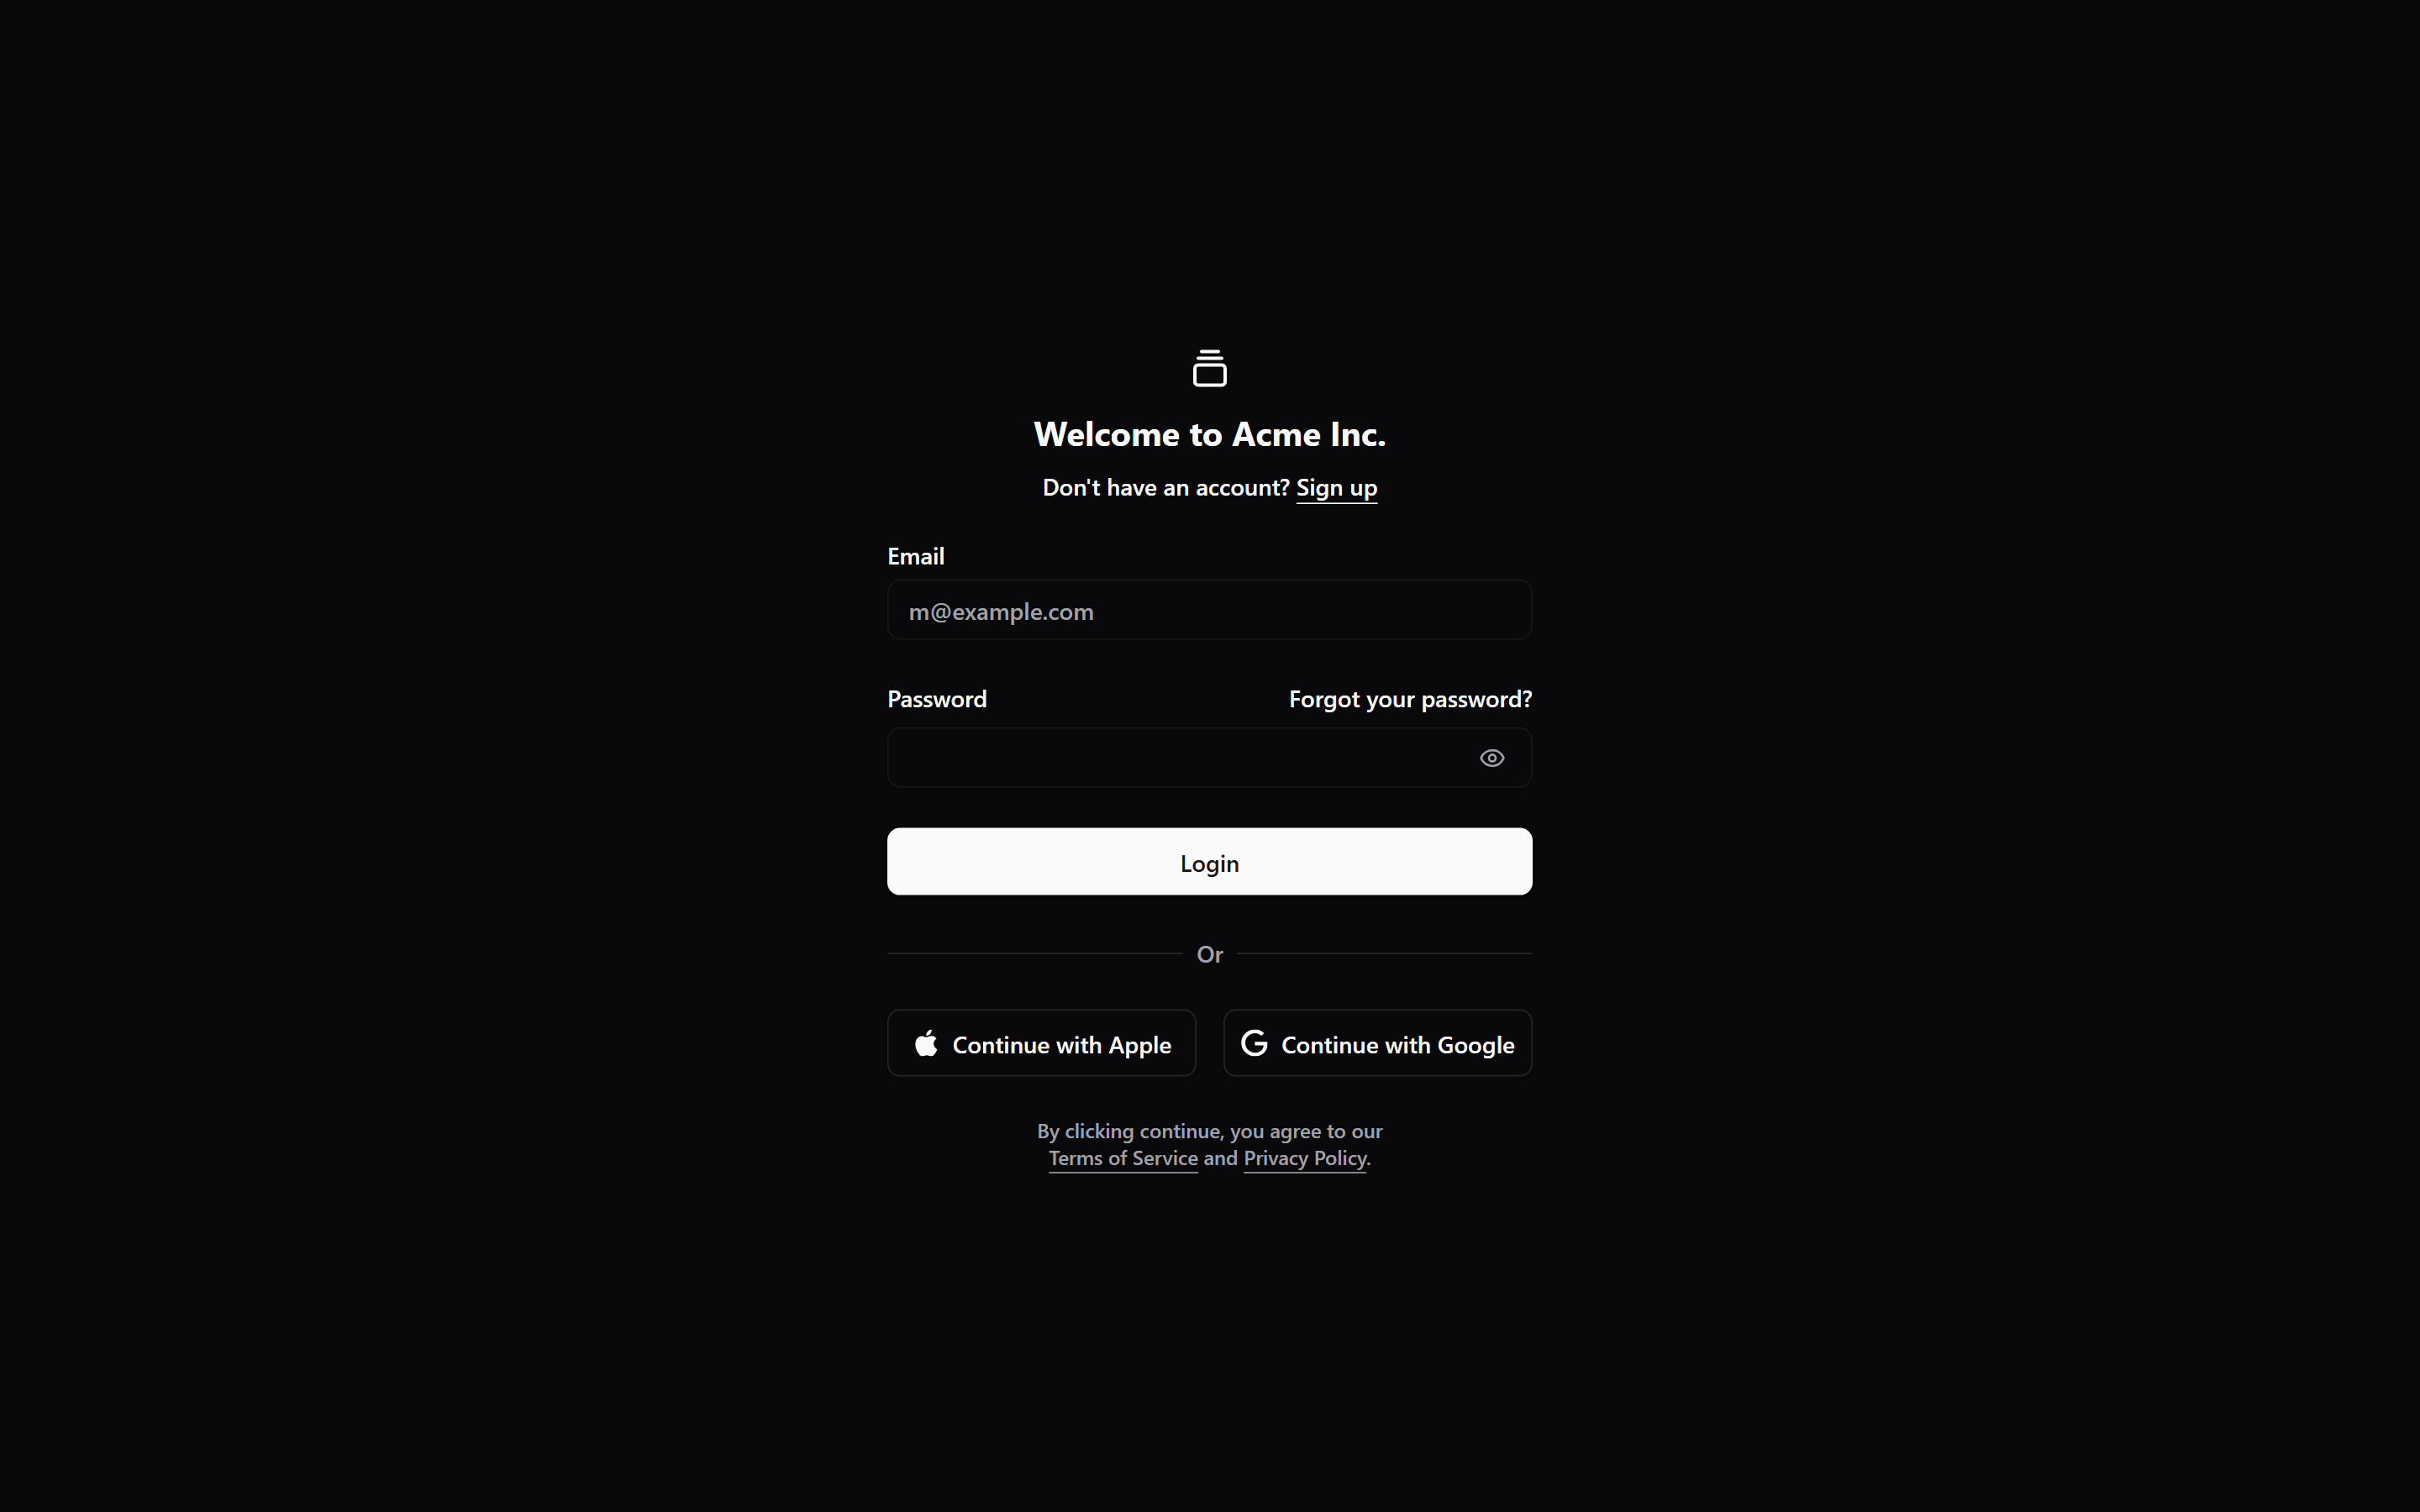 Welcome to Acme Inc.
Don't have an account? Sign up
Email
m@example.com
Password
Forgot your password?
Login
Or
Continue with Apple
Continue with Google
By clicking continue, you agree to our
Terms of Service and Privacy Policy.